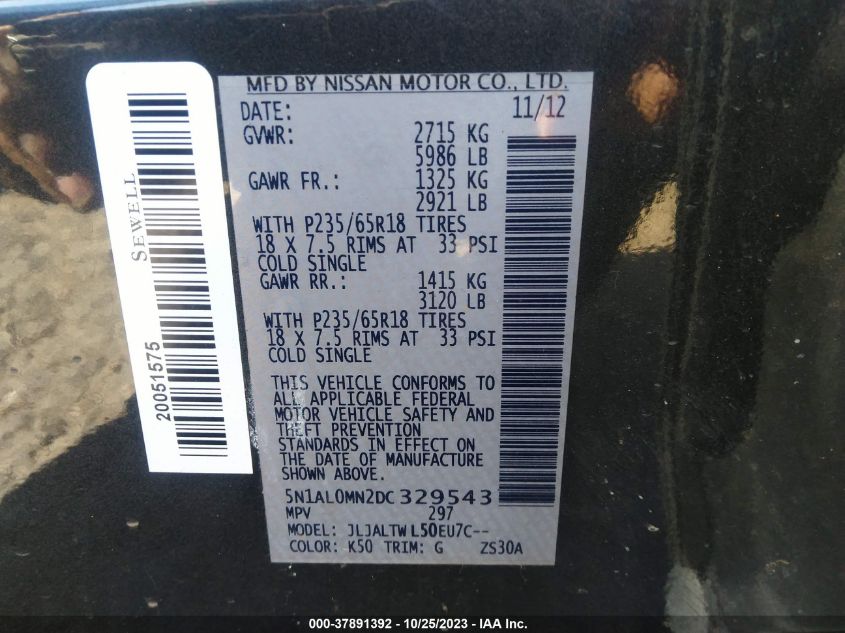 SEWELL
20051575
MFD BY NISSAN MOTOR CO., LTD.
DATE: 11/12
GVWR: 2715 KG
5986 LB
GAWR FR.: 1325 KG
2921 LB
WITH P235/65R18 TIRES
18 X 7.5 RIMS AT 33 PSI
COLD SINGLE
GAWR RR.: 1415 KG
3120 LB
WITH P235/65R18 TIRES
18 X 7.5 RIMS AT 33 PSI
COLD SINGLE
THIS VEHICLE CONFORMS TO
ALL APPLICABLE FEDERAL
MOTOR VEHICLE SAFETY AND
THEFT PREVENTION
STANDARDS IN EFFECT ON
THE DATE OF MANUFACTURE
SHOWN ABOVE.
5N1AL0MN2DC329543
MPV 297
MODEL: JLJALTWL50EU7C--
COLOR: K50 TRIM: G ZS30A
000-37891392 - 10/25/2023 - IAA Inc.